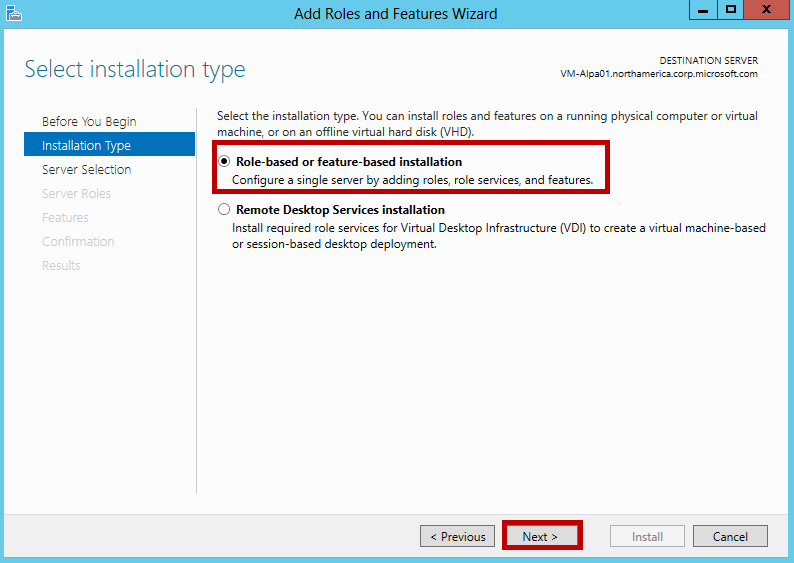 Add Roles and Features Wizard
Select installation type
DESTINATION SERVER
VM-Alpa01.northamerica.corp.microsoft.com
Before You Begin
Installation Type
Server Selection
Server Roles
Features
Confirmation
Results
Select the installation type. You can install roles and features on a running physical computer or virtual
machine, or on an offline virtual hard disk (VHD).
Role-based or feature-based installation
Configure a single server by adding roles, role services, and features.
Remote Desktop Services installation
Install required role services for Virtual Desktop Infrastructure (VDI) to create a virtual machine-based
or session-based desktop deployment.
< Previous
Next >
Install
Cancel